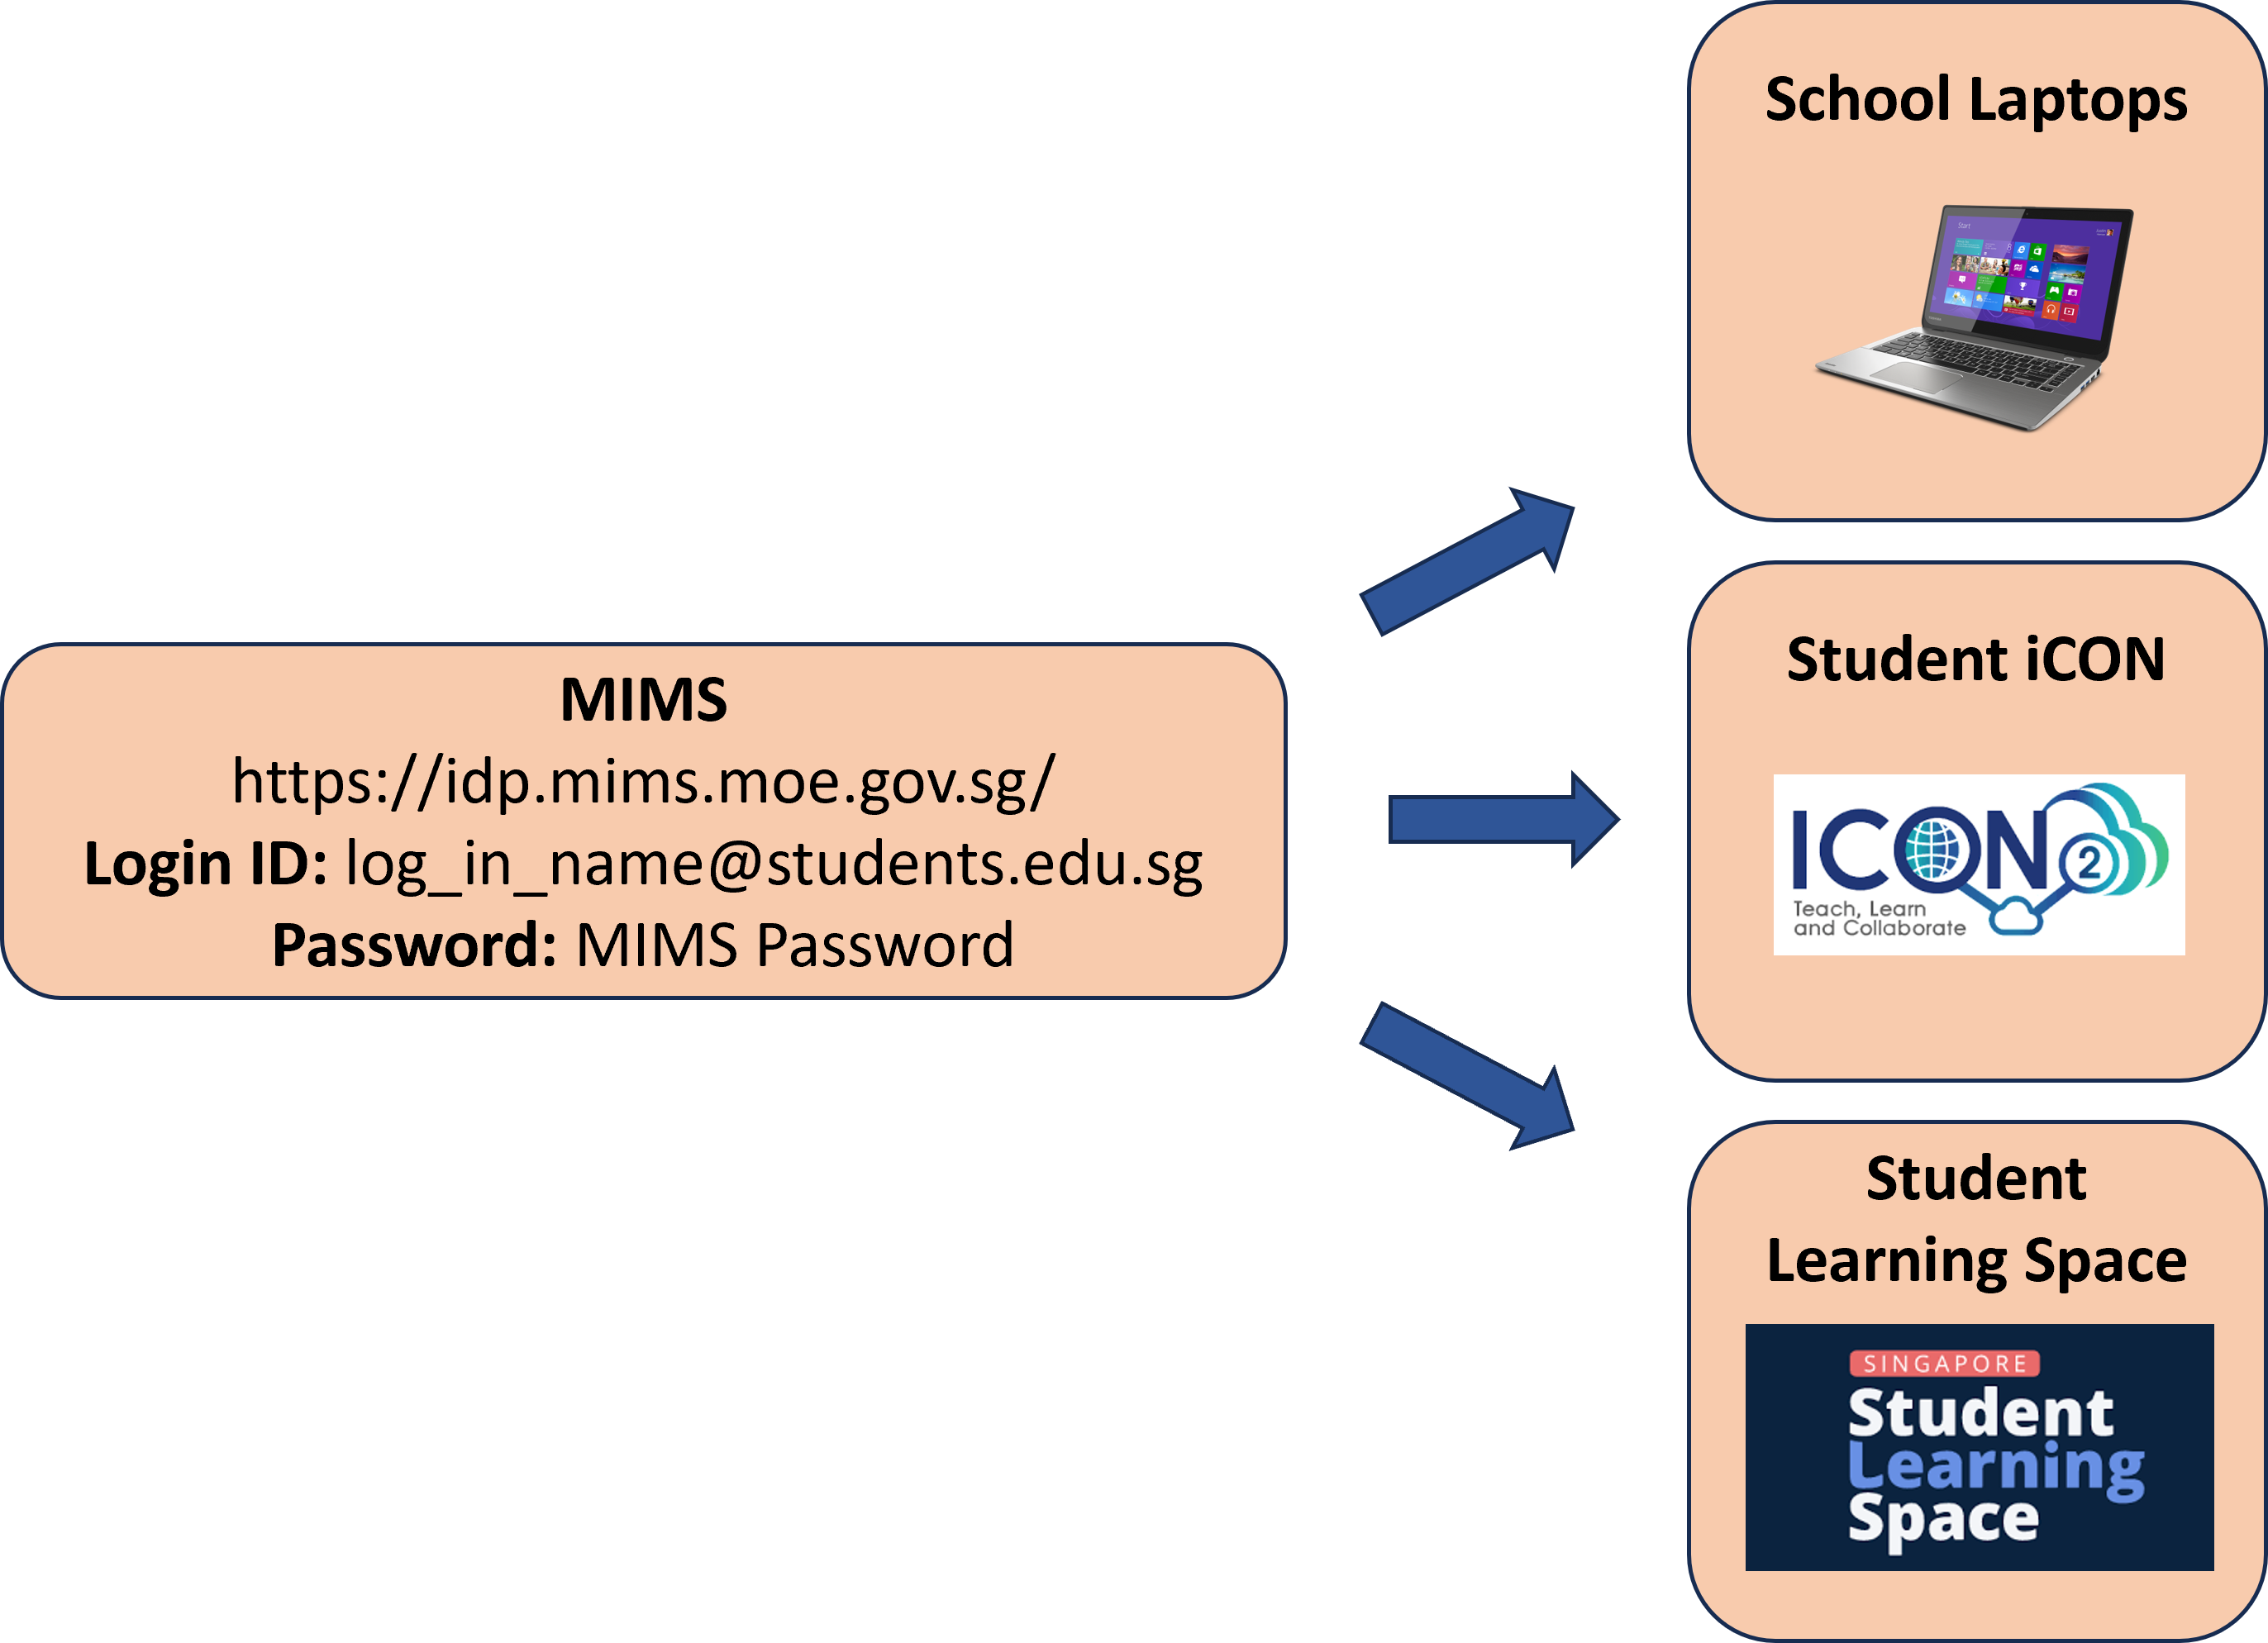 School Laptops
Start
MIMS
https://idp.mims.moe.gov.sg/
Login ID: log_in_name@students.edu.sg
Password: MIMS Password
Student iCON
ICON 2
Teach, Learn
and Collaborate
Student
Learning Space
SINGAPORE
Student
Learning
Space